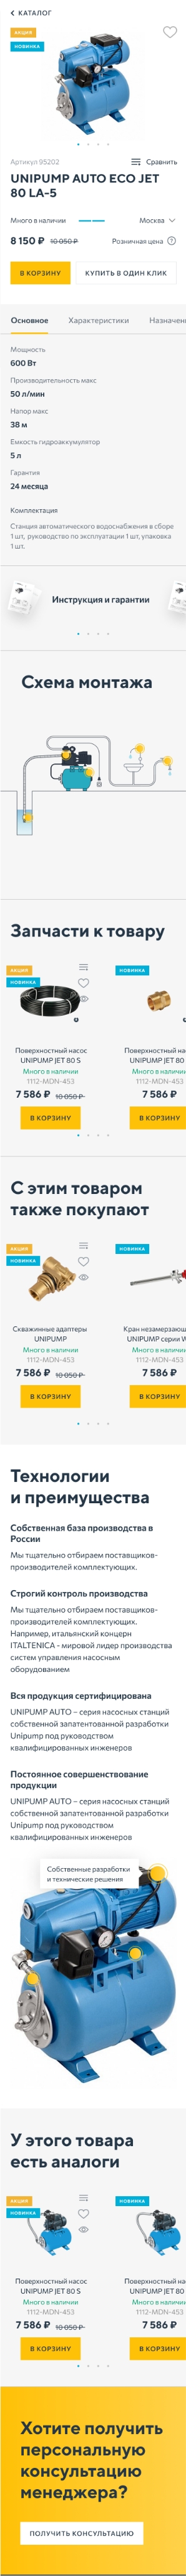 КАТАЛОГ
АКЦИЯ
НОВИНКА
Артикул 95202
Сравнить
UNIPUMP AUTO ECO JET
80 LA-5
Много в наличии
Москва
8 150 ₽ 10 050 ₽
Розничная цена
В КОРЗИНУ
КУПИТЬ В ОДИН КЛИК
Основное Характеристики Назначен
Мощность
600 Вт
Производительность макс
50 л/мин
Напор макс
38 м
Емкость гидроаккумулятор
5 л
Гарантия
24 месяца
Комплектация
Станция автоматического водоснабжения в сборе
1 шт, руководство по эксплуатации 1 шт, упаковка
1 шт.
Инструкция и гарантии
Схема монтажа
Запчасти к товару
АКЦИЯ
НОВИНКА
НОВИНКА
Поверхностный насос
UNIPUMP JET 80 S
Много в наличии
1112-MDN-453
7 586 ₽ 10 050 ₽
В КОРЗИНУ
Поверхностный на
UNIPUMP JET 80
Много в наличии
1112-MDN-453
7 586 ₽
В КОРЗИНУ
С этим товаром
также покупают
АКЦИЯ
НОВИНКА
НОВИНКА
Скважинные адаптеры
UNIPUMP
Много в наличии
1112-MDN-453
7 586 ₽ 10 050 ₽
В КОРЗИНУ
Кран незамерзающ
UNIPUMP серии W
Много в наличии
1112-MDN-453
7 586 ₽
В КОРЗИНУ
Технологии
и преимущества
Собственная база производства в
России
Мы тщательно отбираем поставщиков-
производителей комплектующих.
Строгий контроль производства
Мы тщательно отбираем поставщиков-
производителей комплектующих.
Например, итальянский концерн
ITALTENICA - мировой лидер производства
систем управления насосным
оборудованием
Вся продукция сертифицирована
UNIPUMP AUTO – серия насосных станций
собственной запатентованной разработки
Unipump под руководством
квалифицированных инженеров
Постоянное совершенствование
продукции
UNIPUMP AUTO – серия насосных станций
собственной запатентованной разработки
Unipump под руководством
квалифицированных инженеров
Собственные разработки
и технические решения
У этого товара
есть аналоги
АКЦИЯ
НОВИНКА
НОВИНКА
Поверхностный насос
UNIPUMP JET 80 S
Много в наличии
1112-MDN-453
7 586 ₽ 10 050 ₽
В КОРЗИНУ
Поверхностный на
UNIPUMP JET 80
Много в наличии
1112-MDN-453
7 586 ₽
В КОРЗИНУ
Хотите получить
персональную
консультацию
менеджера?
ПОЛУЧИТЬ КОНСУЛЬТАЦИЮ